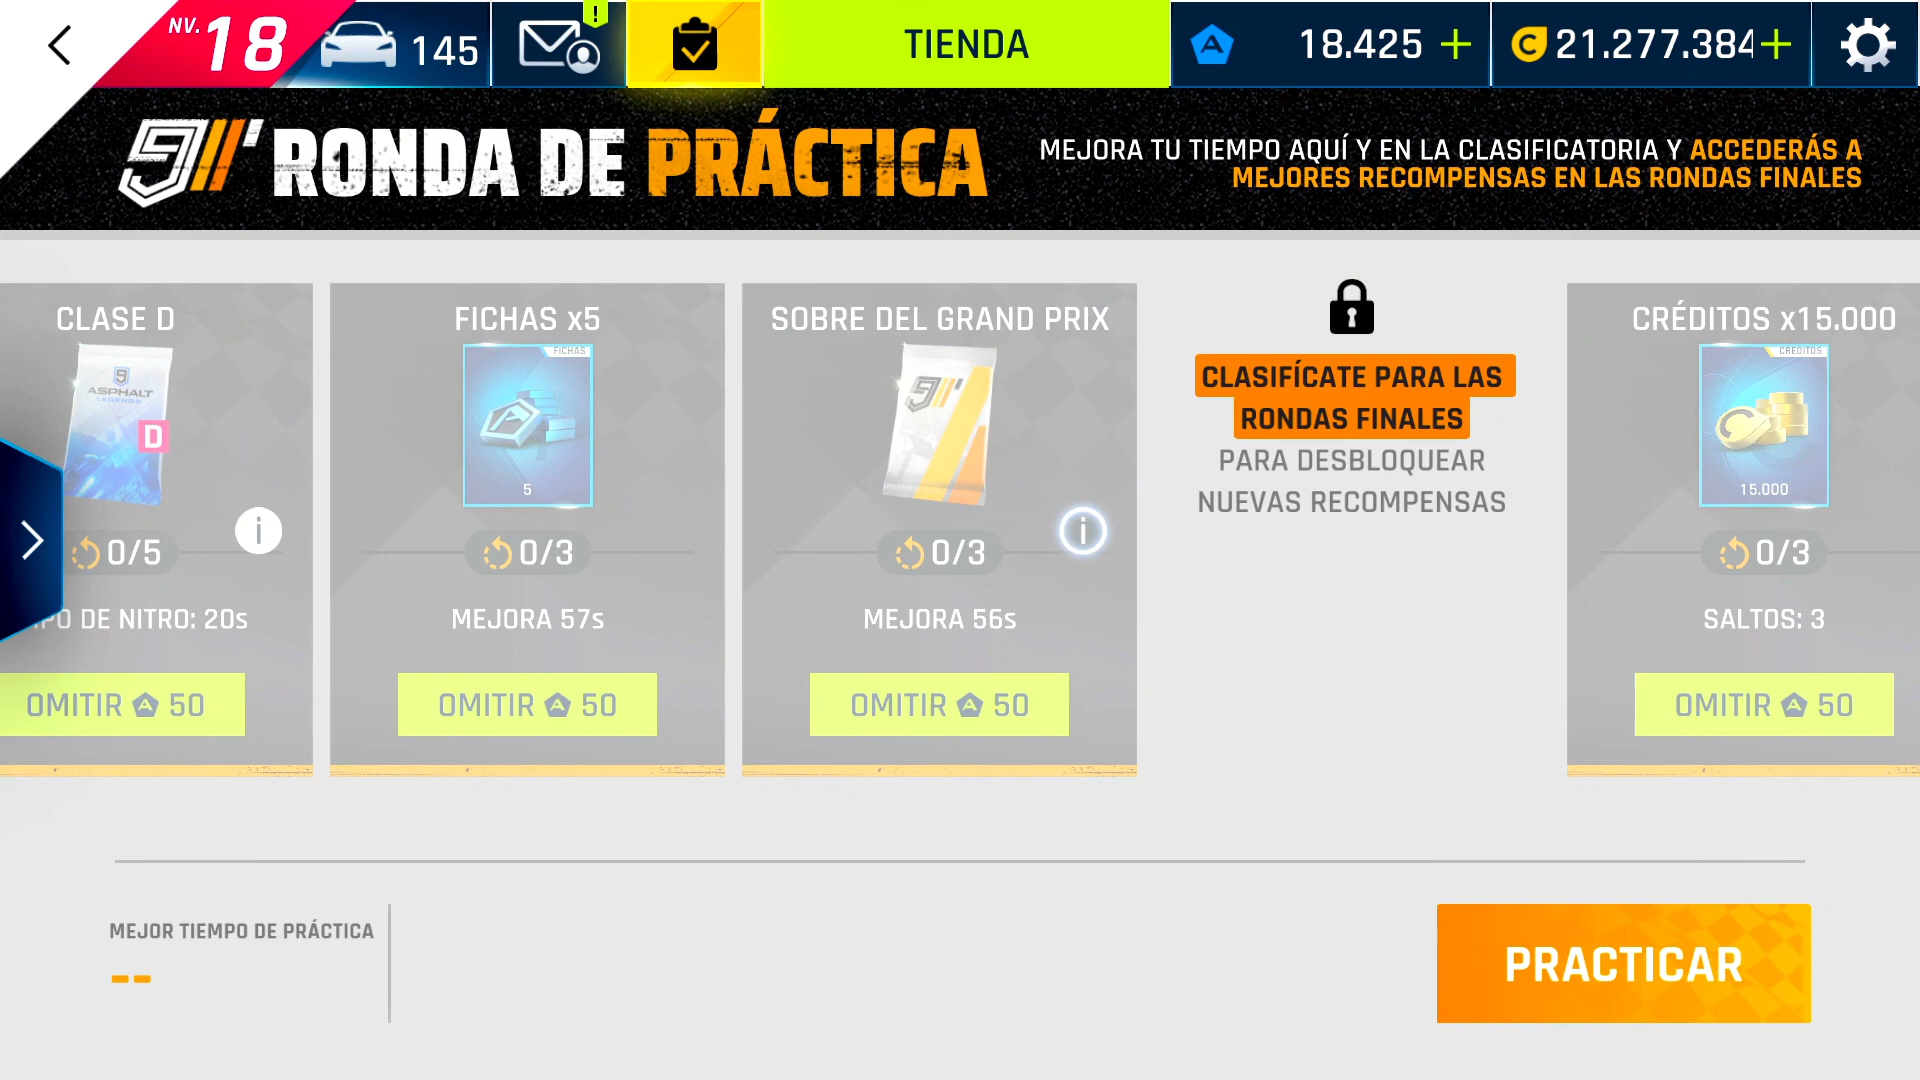 NV. 18
145
!
TIENDA
18.425
21.277.384
RONDA DE PRÁCTICA
MEJORA TU TIEMPO AQUÍ Y EN LA CLASIFICATORIA Y ACCEDERÁS A
MEJORES RECOMPENSAS EN LAS RONDAS FINALES
CLASE D
ASPHALT
LEGENDS
D
0/5
DE NITRO: 20s
OMITIR 50
FICHAS x5
FICHAS
5
0/3
MEJORA 57s
OMITIR 50
SOBRE DEL GRAND PRIX
0/3
MEJORA 56s
OMITIR 50
CLASIFÍCATE PARA LAS
RONDAS FINALES
PARA DESBLOQUEAR
NUEVAS RECOMPENSAS
CRÉDITOS x15.000
CRÉDITOS
15.000
0/3
SALTOS: 3
OMITIR 50
MEJOR TIEMPO DE PRÁCTICA
--
PRACTICAR